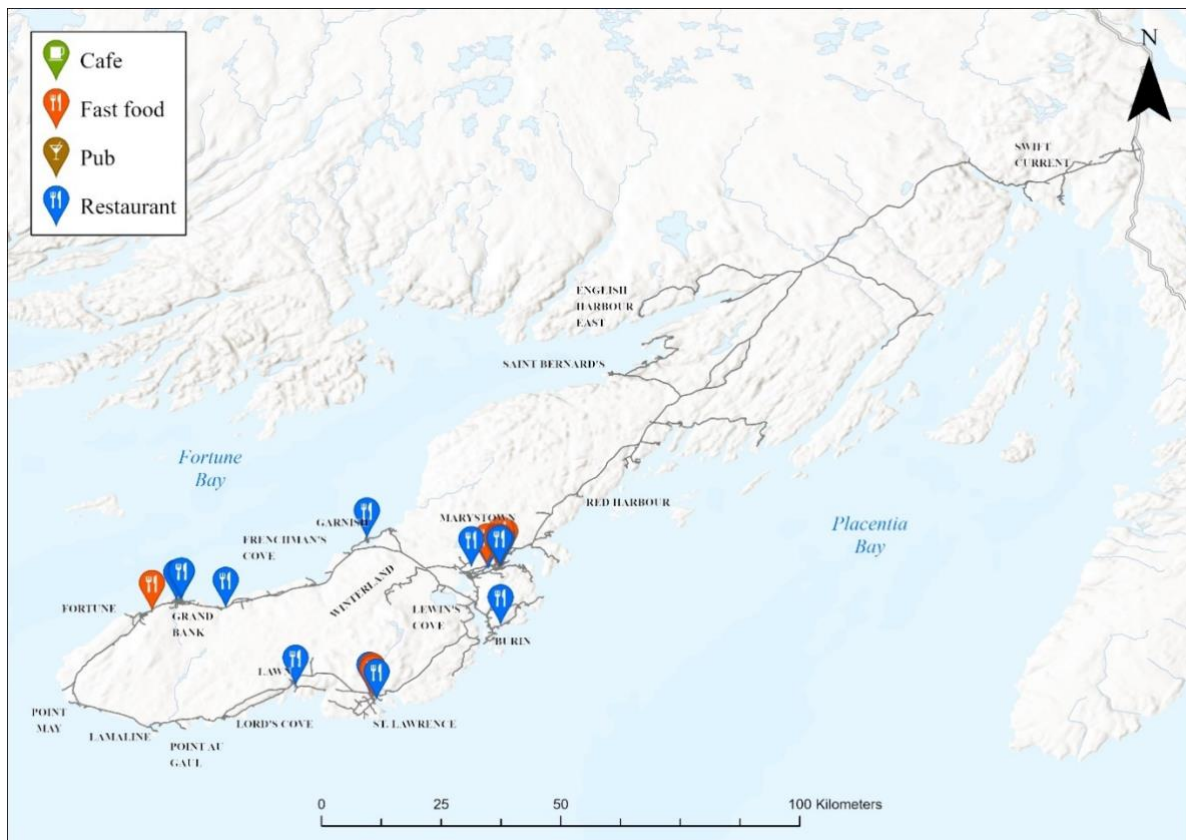 Cafe
Fast food
Pub
Restaurant
N
SWIFT
CURRENT
ENGLISH
HARBOUR
EAST
SAINT BERNARD'S
Fortune
Bay
RED HARBOUR
MARYSTOWN
GARNISH
FRENCHMAN'S
COVE
Placentia
Bay
WINTERLAND
FORTUNE
GRAND
BANK
LEWIN'S
COVE
BURIN
LAWN
POINT
MAY
LORD'S COVE
ST. LAWRENCE
LAMALINE
POINT AU
GAUL
0 25 50 100 Kilometers